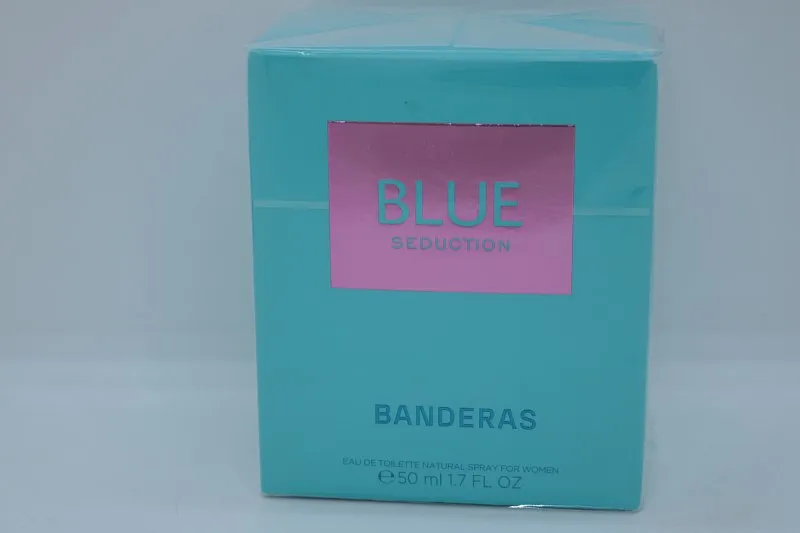 BLUE
SEDUCTION
BANDERAS
EAU DE TOILETTE NATURAL SPRAY FOR WOMEN
℮ 50 ml 1.7 FL OZ